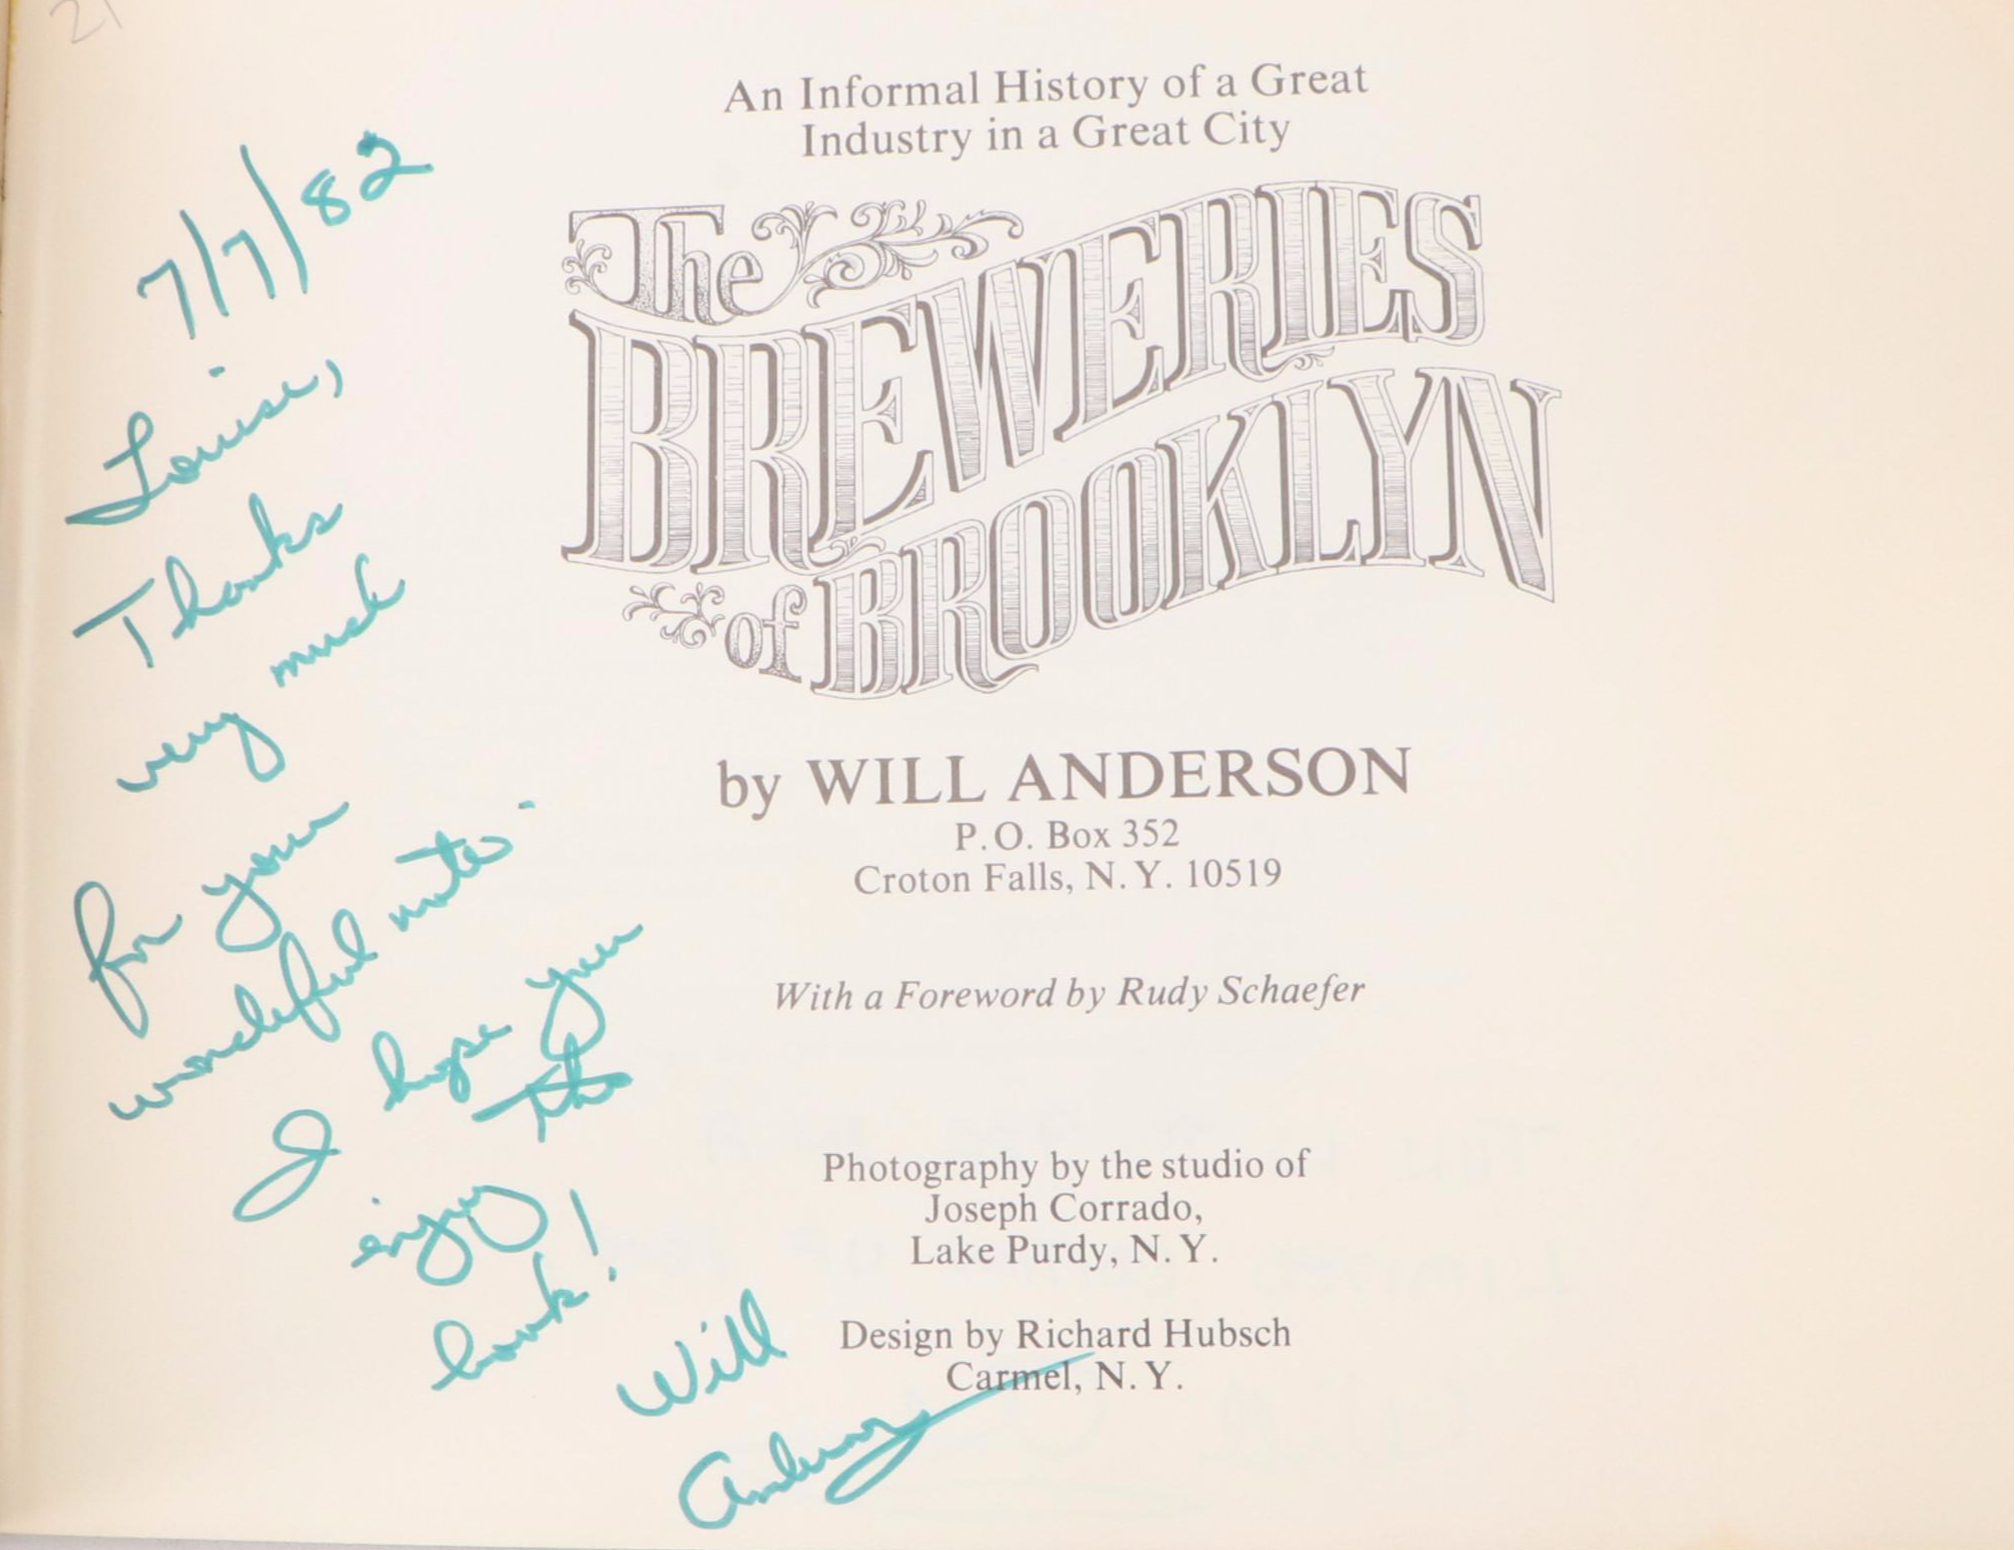 21
An Informal History of a Great
Industry in a Great City
The
BREWERIES
of BROOKLYN
by WILL ANDERSON
P.O. Box 352
Croton Falls, N.Y. 10519
With a Foreword by Rudy Schaefer
Photography by the studio of
Joseph Corrado,
Lake Purdy, N.Y.
Design by Richard Hubsch
Carmel, N.Y.
7/7/82
Louise,
Thanks
very much
for your
wonderful note-
I hope you
the
enjoy
book!
Will
Anderson